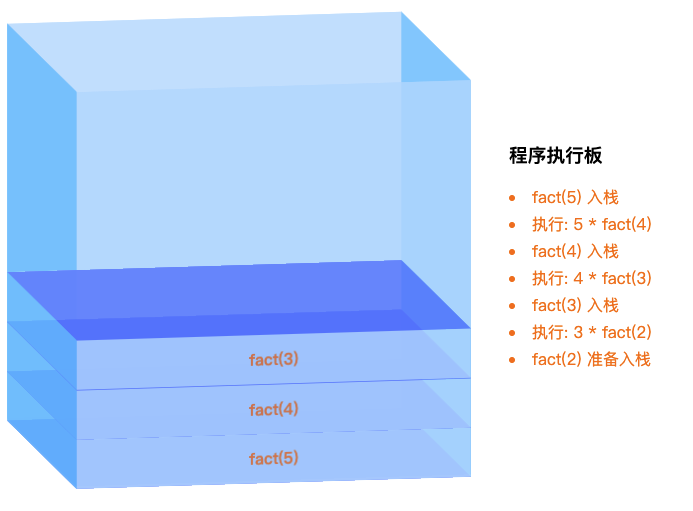 程序执行板
fact(5) 入栈
执行: 5 * fact(4)
fact(4) 入栈
执行: 4 * fact(3)
fact(3) 入栈
执行: 3 * fact(2)
fact(2) 准备入栈
fact(3)
fact(4)
fact(5)